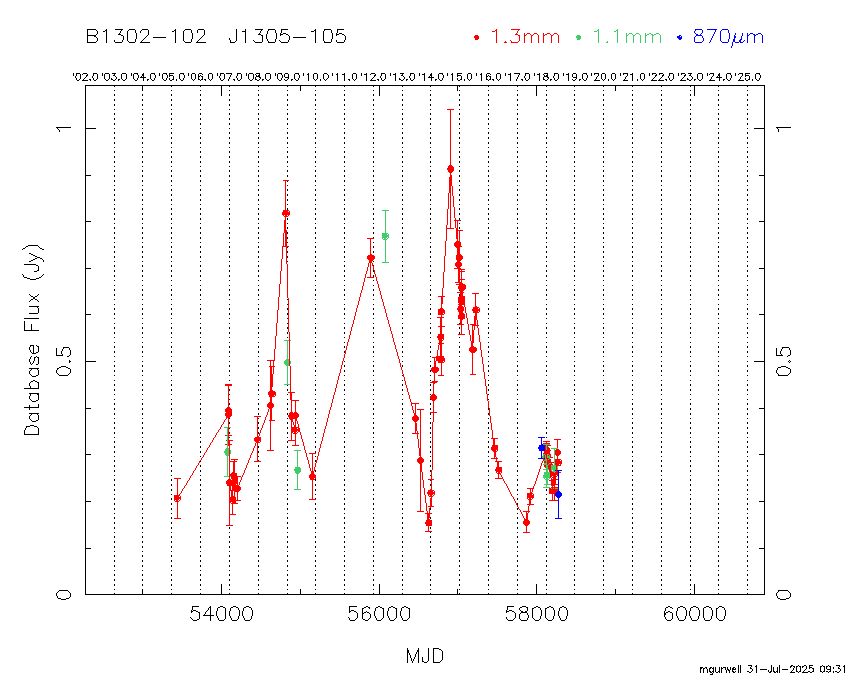 B1302-102 J1305-105 1.3mm 1.1mm 870µm
'02.0 '03.0 '04.0 '05.0 '06.0 '07.0 '08.0 '09.0 '10.0 '11.0 '12.0 '13.0 '14.0 '15.0 '16.0 '17.0 '18.0 '19.0 '20.0 '21.0 '22.0 '23.0 '24.0 '25.0
1 1
Database Flux (Jy)
0.5 0.5
0 0
54000 56000 58000 60000
MJD
mgurwell 31-Jul-2025 09:31